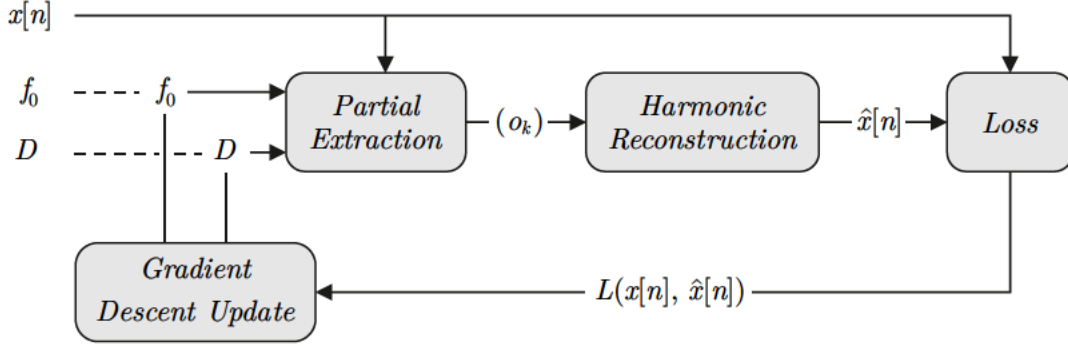 x[n]
f₀ f₀
Partial
Extraction
(oₖ)
Harmonic
Reconstruction
x̂[n]
Loss
D D
Gradient
Descent Update
L(x[n], x̂[n])